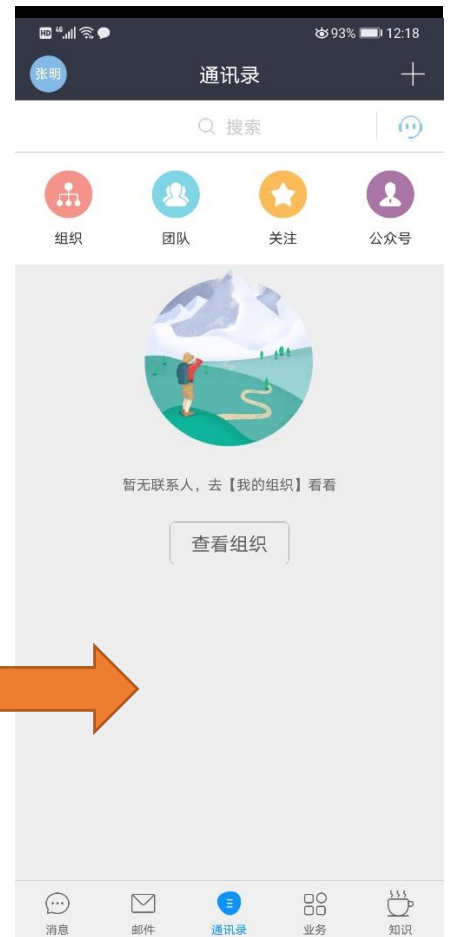 HD 46 93% 12:18
张明 通讯录
搜索
组织 团队 关注 公众号
暂无联系人，去【我的组织】看看
查看组织
消息 邮件 通讯录 业务 知识